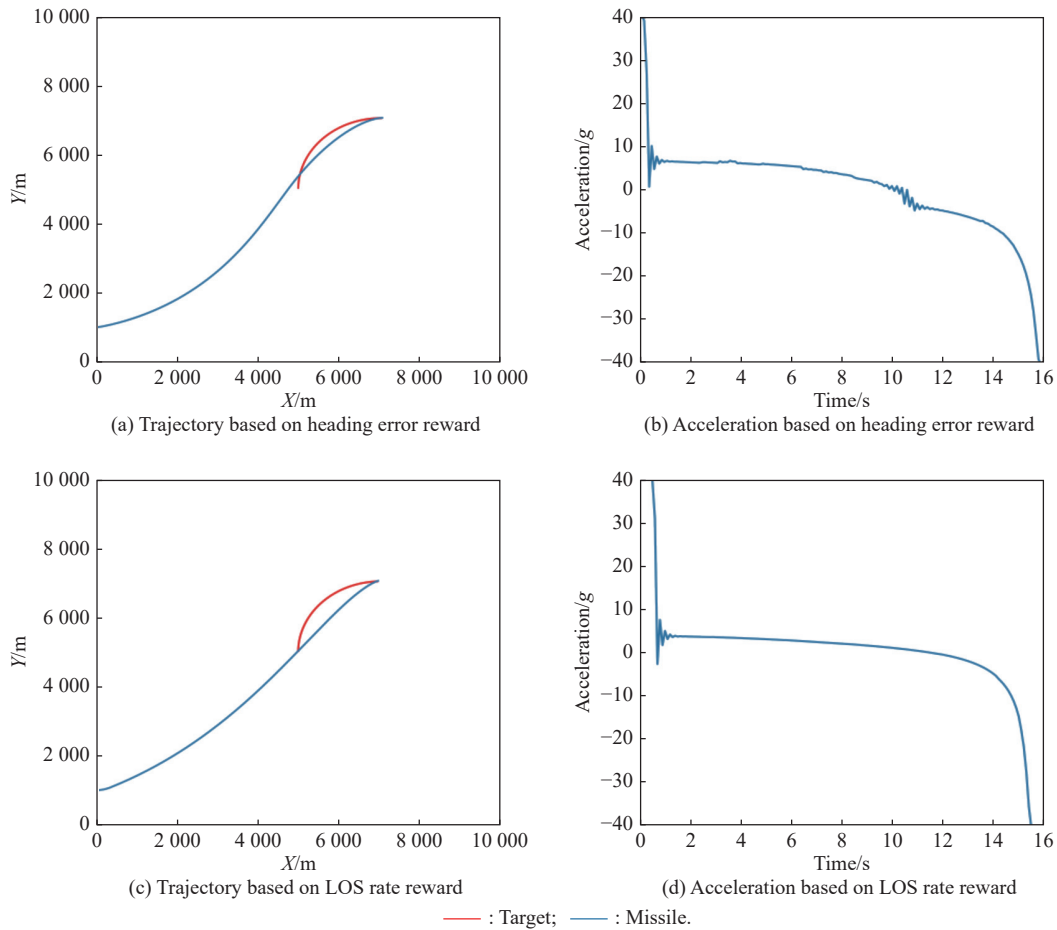 10 000
8 000
6 000
4 000
2 000
0
Y/m
0 2 000 4 000 6 000 8 000 10 000
X/m
(a) Trajectory based on heading error reward
40
30
20
10
0
−10
−20
−30
−40
Acceleration/g
0 2 4 6 8 10 12 14 16
Time/s
(b) Acceleration based on heading error reward
10 000
8 000
6 000
4 000
2 000
0
Y/m
0 2 000 4 000 6 000 8 000 10 000
X/m
(c) Trajectory based on LOS rate reward
40
30
20
10
0
−10
−20
−30
−40
Acceleration/g
0 2 4 6 8 10 12 14 16
Time/s
(d) Acceleration based on LOS rate reward
: Target; : Missile.